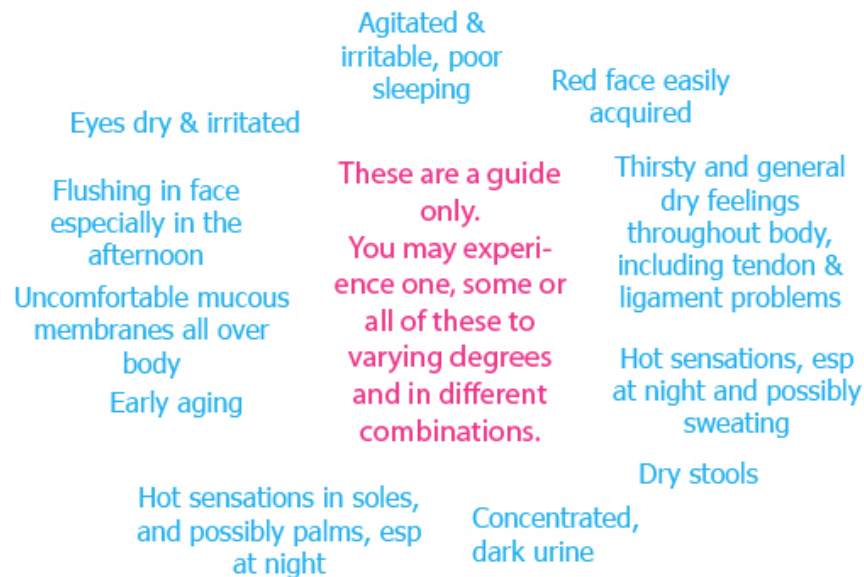 Agitated &
irritable, poor
sleeping
Red face easily
acquired
Eyes dry & irritated
Thirsty and general
dry feelings
throughout body,
including tendon &
ligament problems
These are a guide
only.
You may experi-
ence one, some or
all of these to
varying degrees
and in different
combinations.
Flushing in face
especially in the
afternoon
Uncomfortable mucous
membranes all over
body
Hot sensations, esp
at night and possibly
sweating
Early aging
Dry stools
Hot sensations in soles,
and possibly palms, esp
at night
Concentrated,
dark urine